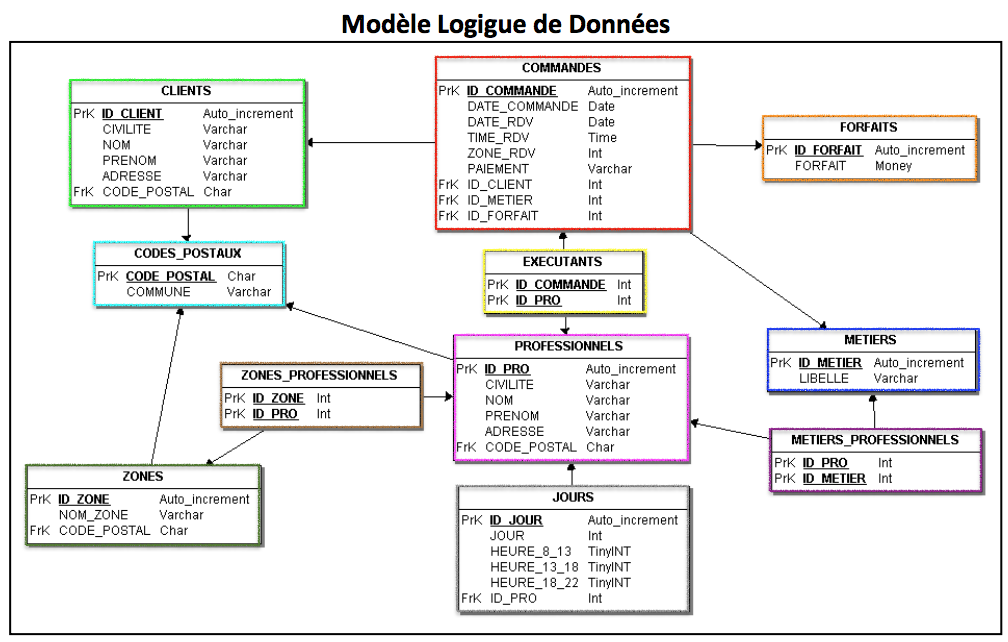 Modèle Logigue de Données
CLIENTS
PrK ID_CLIENT Auto_increment
CIVILITE Varchar
NOM Varchar
PRENOM Varchar
ADRESSE Varchar
FrK CODE_POSTAL Char
COMMANDES
PrK ID_COMMANDE Auto_increment
DATE_COMMANDE Date
DATE_RDV Date
TIME_RDV Time
ZONE_RDV Int
PAIEMENT Varchar
FrK ID_CLIENT Int
FrK ID_METIER Int
FrK ID_FORFAIT Int
FORFAITS
PrK ID_FORFAIT Auto_increment
FORFAIT Money
CODES_POSTAUX
PrK CODE_POSTAL Char
COMMUNE Varchar
EXECUTANTS
PrK ID_COMMANDE Int
PrK ID_PRO Int
METIERS
PrK ID_METIER Auto_increment
LIBELLE Varchar
PROFESSIONNELS
PrK ID_PRO Auto_increment
CIVILITE Varchar
NOM Varchar
PRENOM Varchar
ADRESSE Varchar
FrK CODE_POSTAL Char
ZONES_PROFESSIONNELS
PrK ID_ZONE Int
PrK ID_PRO Int
METIERS_PROFESSIONNELS
PrK ID_PRO Int
PrK ID_METIER Int
ZONES
PrK ID_ZONE Auto_increment
NOM_ZONE Varchar
FrK CODE_POSTAL Char
JOURS
PrK ID_JOUR Auto_increment
JOUR Int
HEURE_8_13 TinyINT
HEURE_13_18 TinyINT
HEURE_18_22 TinyINT
FrK ID_PRO Int